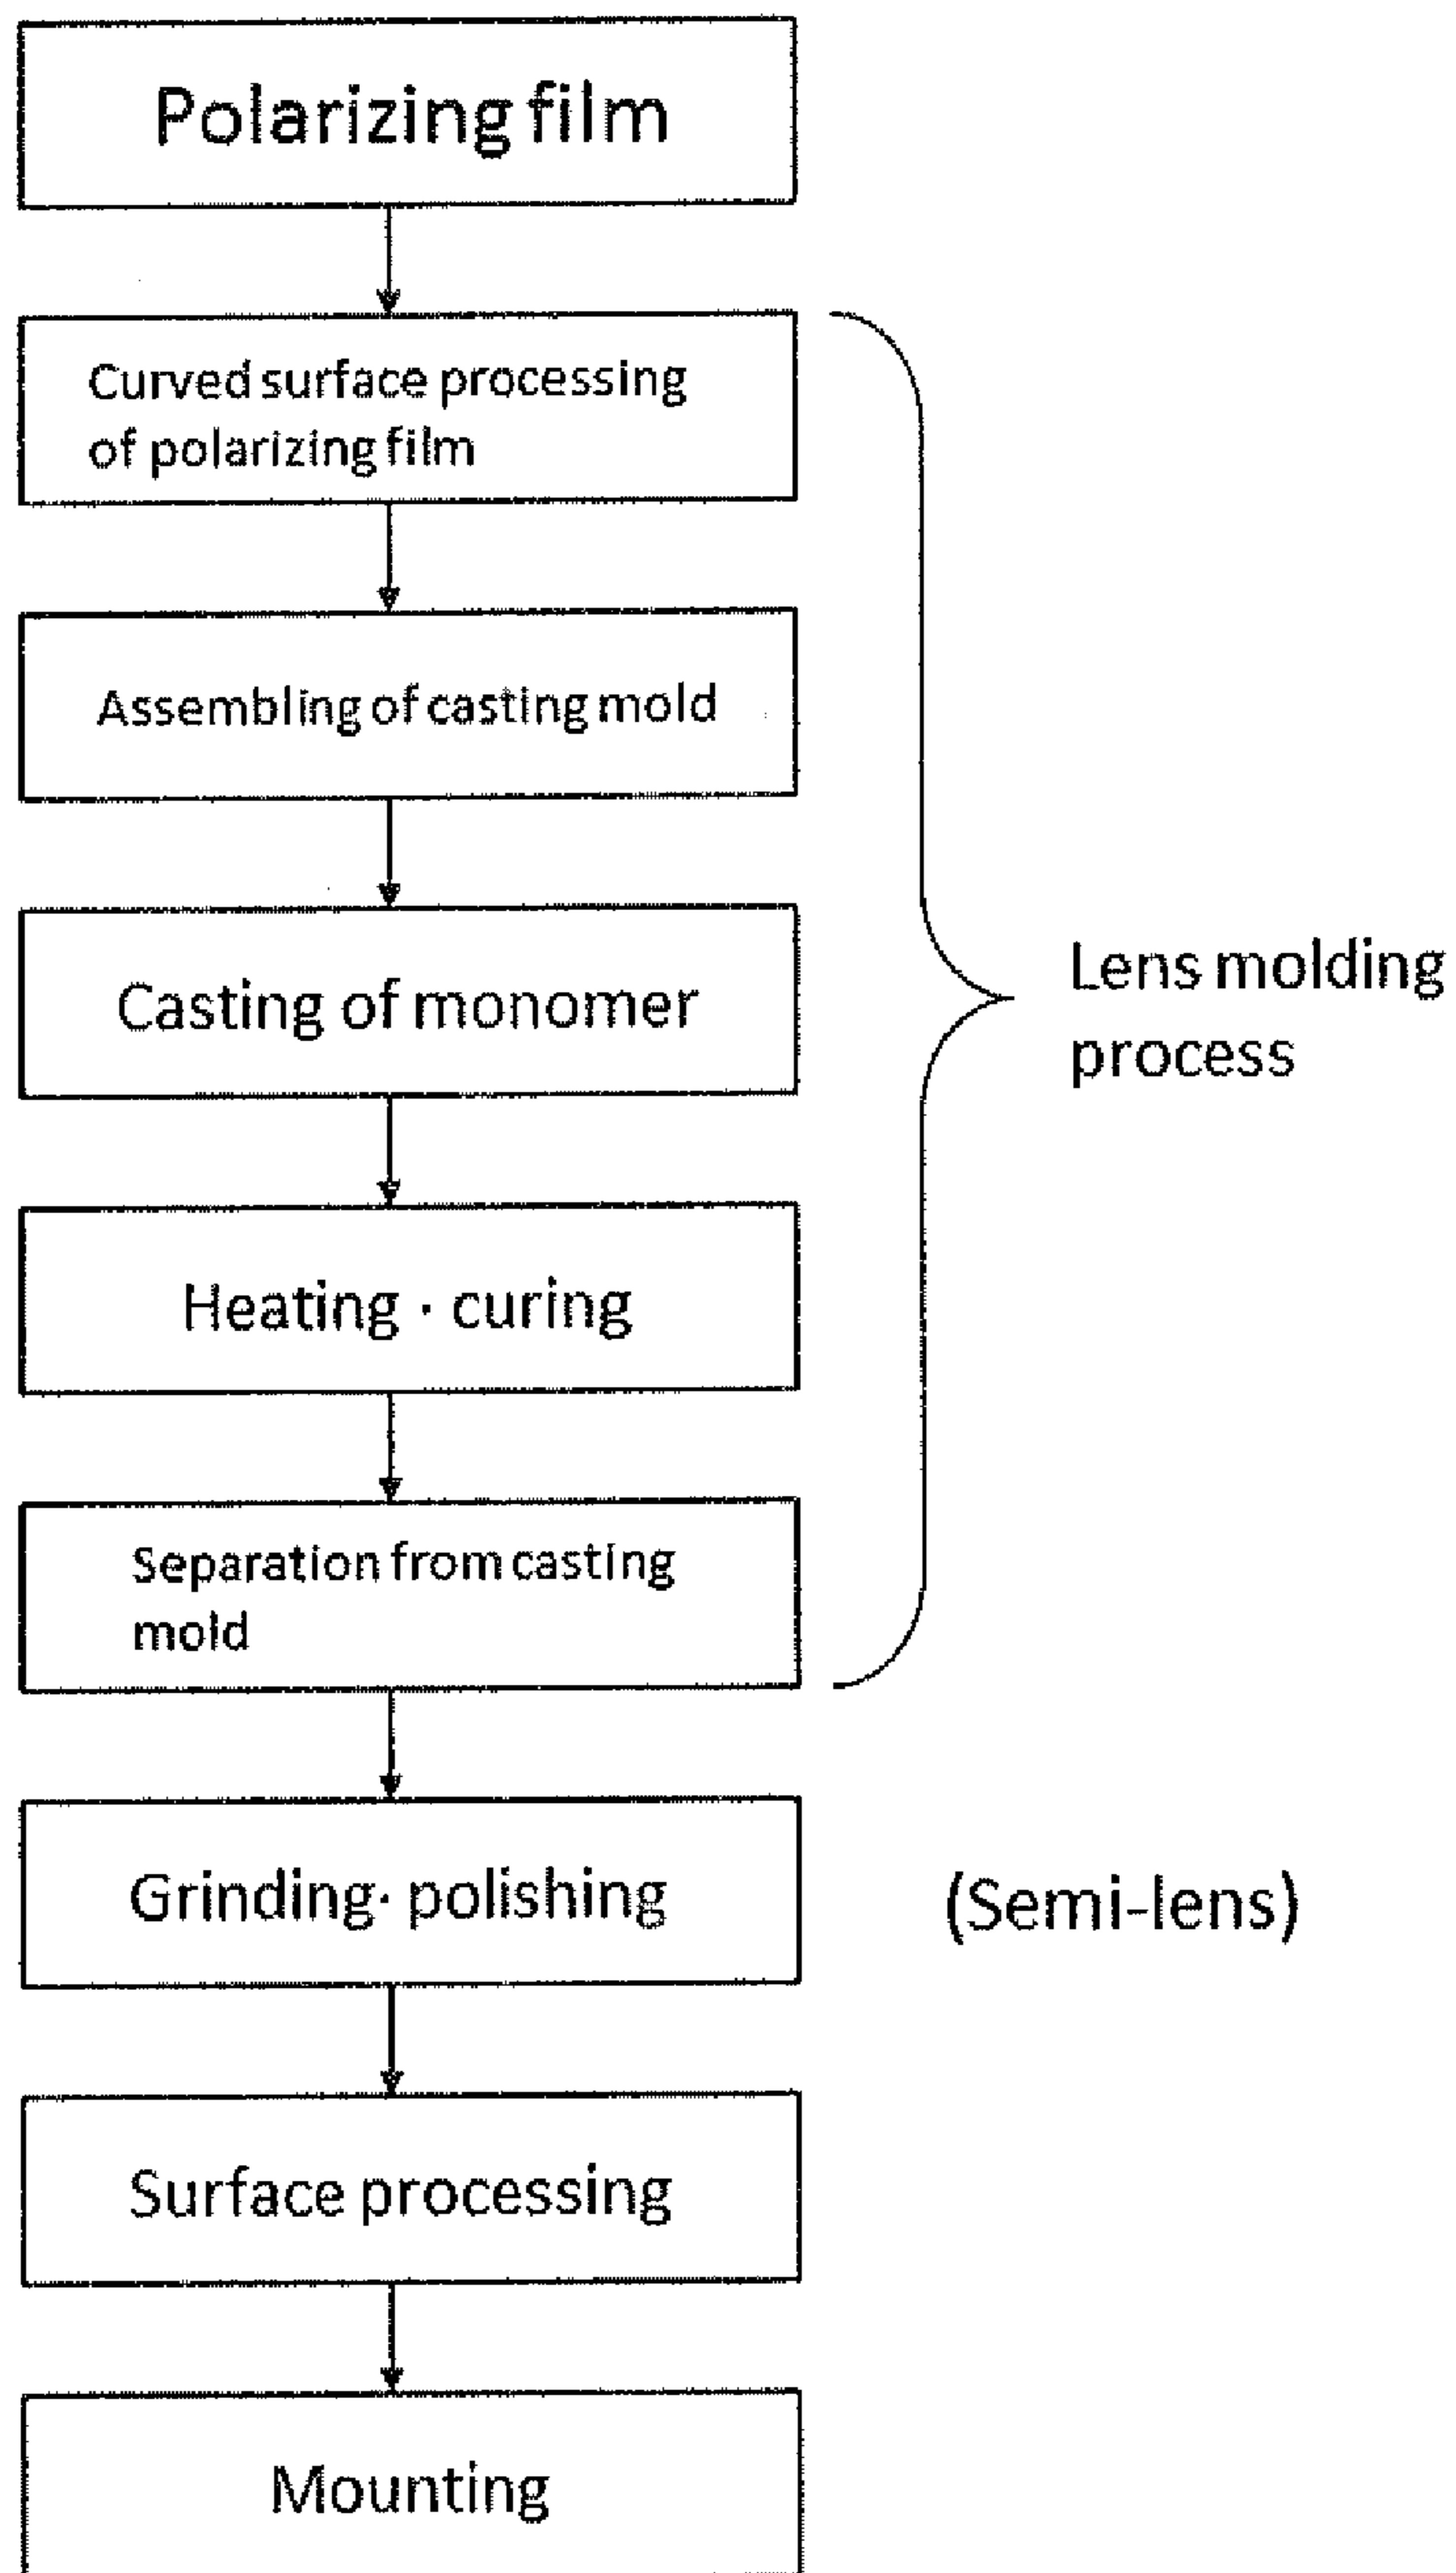 Polarizing film
Curved surface processing
of polarizing film
Assembling of casting mold
Casting of monomer
Lens molding
process
Heating · curing
Separation from casting
mold
Grinding· polishing
(Semi-lens)
Surface processing
Mounting